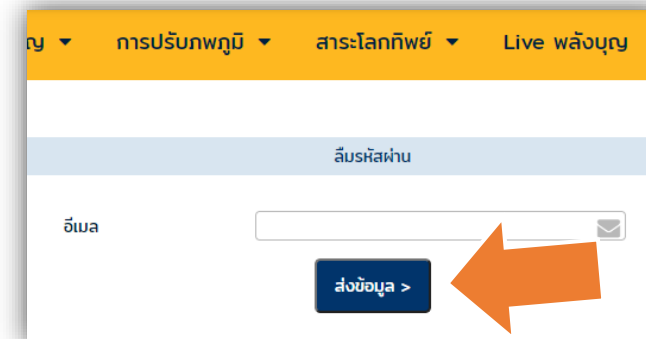 ญ การปรับภพภูมิ สาระโลกทิพย์ Live พลังบุญ
ลืมรหัสผ่าน
อีเมล
ส่งข้อมูล >